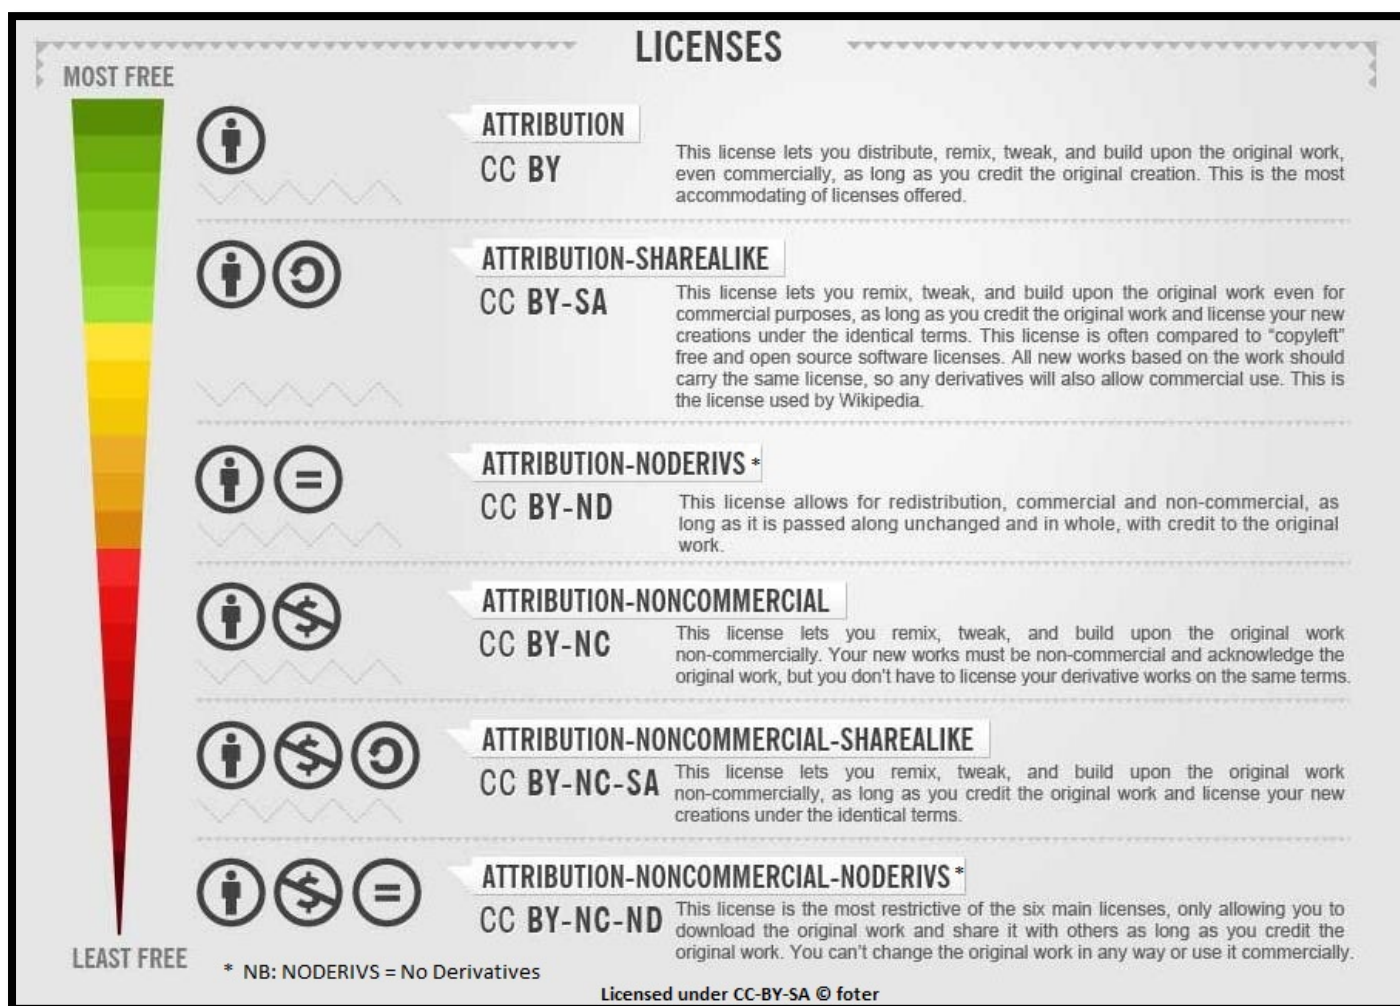 LICENSES
MOST FREE
ATTRIBUTION
CC BY
This license lets you distribute, remix, tweak, and build upon the original work,
even commercially, as long as you credit the original creation. This is the most
accommodating of licenses offered.
ATTRIBUTION-SHAREALIKE
CC BY-SA
This license lets you remix, tweak, and build upon the original work even for
commercial purposes, as long as you credit the original work and license your new
creations under the identical terms. This license is often compared to “copyleft”
free and open source software licenses. All new works based on the work should
carry the same license, so any derivatives will also allow commercial use. This is
the license used by Wikipedia.
ATTRIBUTION-NODERIVS *
CC BY-ND
This license allows for redistribution, commercial and non-commercial, as
long as it is passed along unchanged and in whole, with credit to the original
work.
ATTRIBUTION-NONCOMMERCIAL
CC BY-NC
This license lets you remix, tweak, and build upon the original work
non-commercially. Your new works must be non-commercial and acknowledge the
original work, but you don't have to license your derivative works on the same terms.
ATTRIBUTION-NONCOMMERCIAL-SHAREALIKE
CC BY-NC-SA
This license lets you remix, tweak, and build upon the original work
non-commercially, as long as you credit the original work and license your new
creations under the identical terms.
ATTRIBUTION-NONCOMMERCIAL-NODERIVS *
CC BY-NC-ND
This license is the most restrictive of the six main licenses, only allowing you to
download the original work and share it with others as long as you credit the
original work. You can't change the original work in any way or use it commercially.
LEAST FREE
* NB: NODERIVS = No Derivatives
Licensed under CC-BY-SA © foter